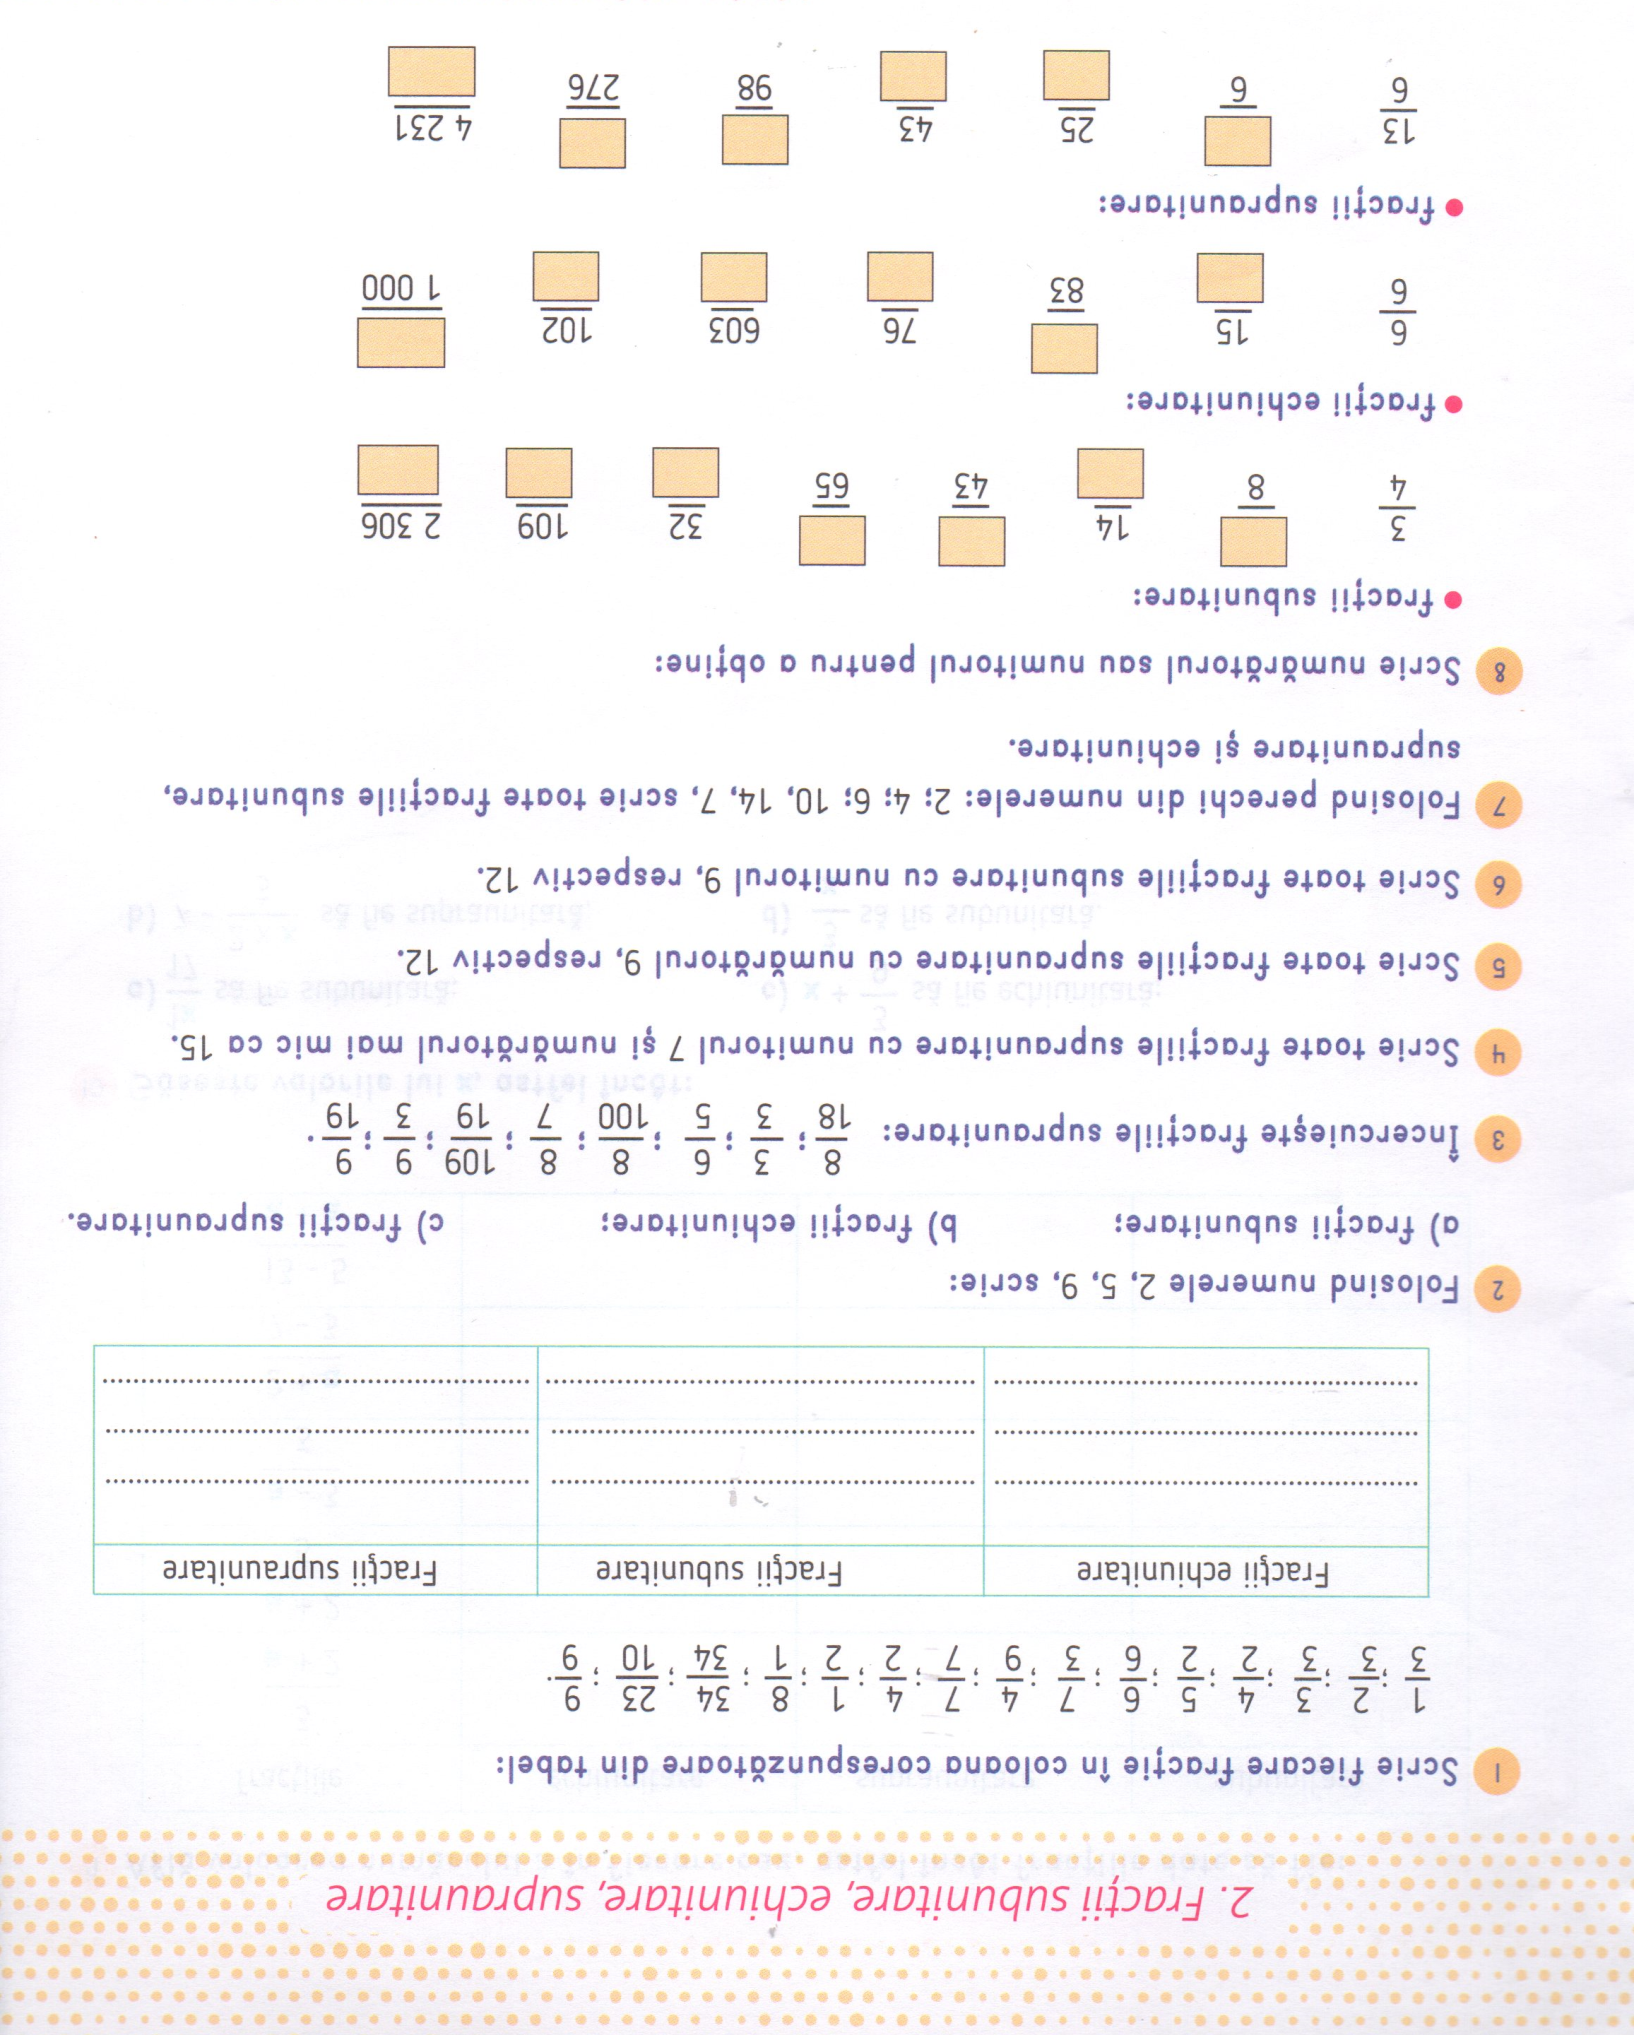 2. Fracții subunitare, echiunitare, supraunitare
1 Scrie fiecare fracție în coloana corespunzătoare din tabel:
1/3; 2/3; 3/3; 4/2; 5/2; 6/6; 7/3; 4/9; 7/7; 4/2; 1/2; 8/1; 34/34; 23/10; 9/9.
Fracții echiunitare Fracții subunitare Fracții supraunitare
2 Folosind numerele 2, 5, 9, scrie:
a) fracții subunitare; b) fracții echiunitare; c) fracții supraunitare.
3 Încercuiește fracțiile supraunitare: 8/18; 3/3; 6/5; 8/100; 8/7; 109/19; 9/3; 9/19.
4 Scrie toate fracțiile supraunitare cu numitorul 7 și numărătorul mai mic ca 15.
5 Scrie toate fracțiile supraunitare cu numărătorul 9, respectiv 12.
6 Scrie toate fracțiile subunitare cu numitorul 9, respectiv 12.
7 Folosind perechi din numerele: 2; 4; 6; 10, 14, 7, scrie toate fracțiile subunitare,
supraunitare și echiunitare.
8 Scrie numărătorul sau numitorul pentru a obține:
• fracții subunitare:
3/4 □/8 14/□ □/43 □/65 32/□ 109/□ 2 306/□
• fracții echiunitare:
6/6 15/□ □/83 76/□ 603/□ 102/□ □/1 000
• fracții supraunitare:
13/6 □/6 25/□ 43/□ □/98 □/276 4 231/□